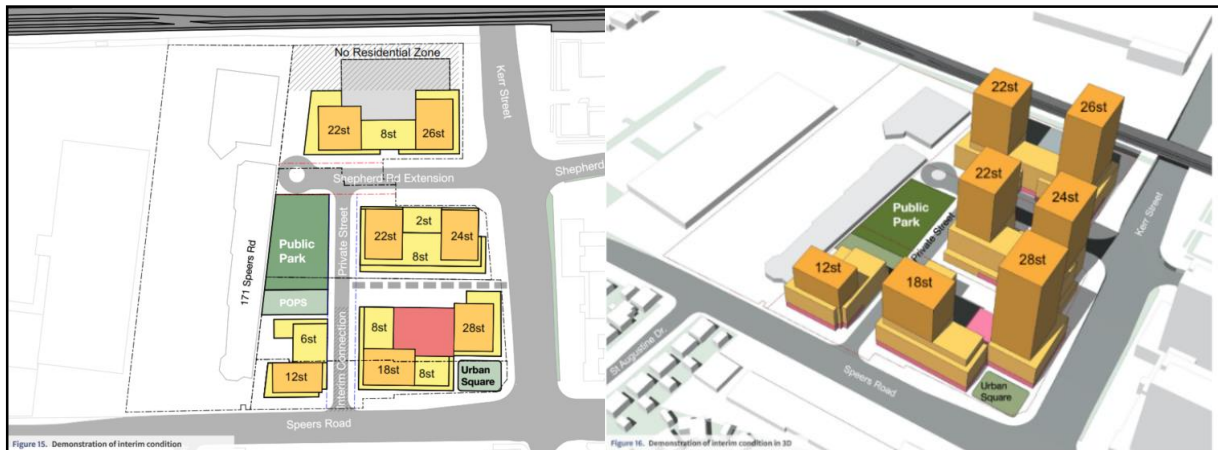 No Residential Zone
Kerr Street
22st
8st
26st
Shepherd Rd Extension
Shepherd
171 Speers Rd
Public
Park
Private Street
2st
22st
24st
8st
POPS
6st
12st
Interim Connection
8st
28st
18st
8st
Urban
Square
Speers Road
Figure 15. Demonstration of interim condition
22st
26st
22st
24st
Kerr Street
Public
Park
Private Street
12st
18st
28st
St Augustine Dr.
Speers Road
Urban
Square
Figure 16. Demonstration of interim condition in 3D